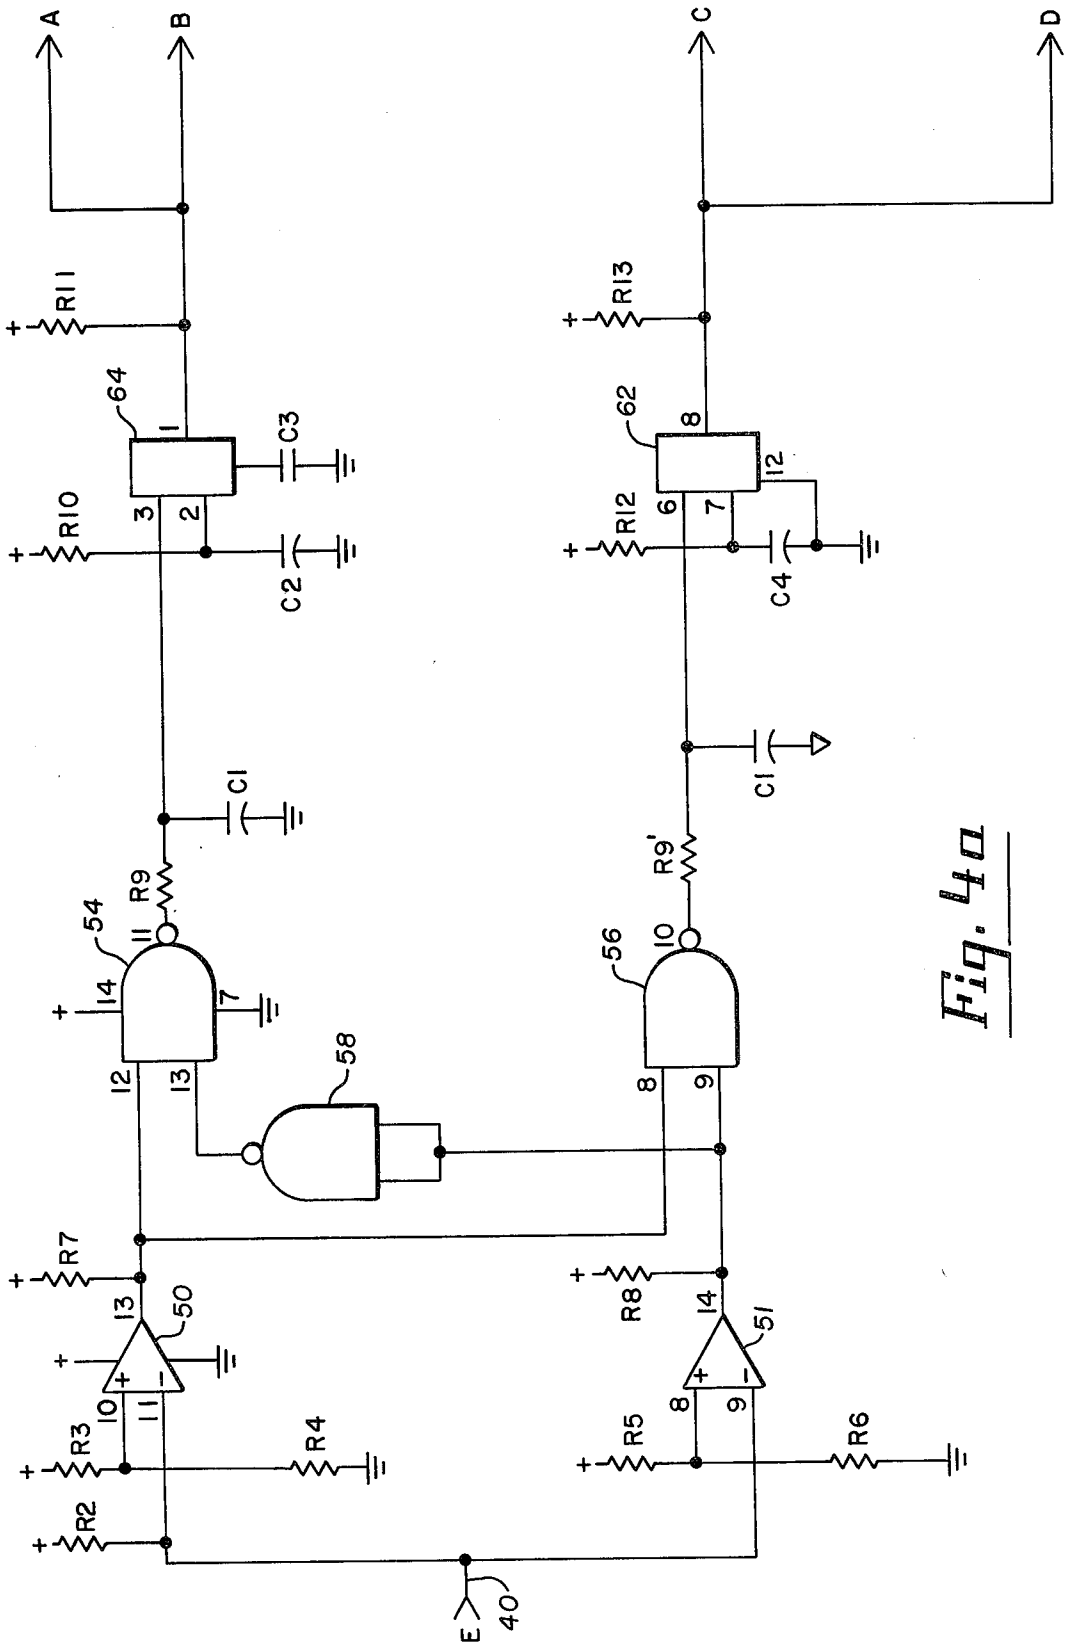 A
B
C
D
+
R11
+
R13
64
1
C3
62
8
12
+
R10
3
2
C2
+
R12
6
7
C4
C1
C1
R9
R9'
54
11
14
+
7
56
10
12
13
58
8
9
+
R7
+
R8
13
50
+
+
-
14
51
+
-
10
11
8
9
+
R3
R4
+
R5
R6
+
R2
E
40
Fig. 4a